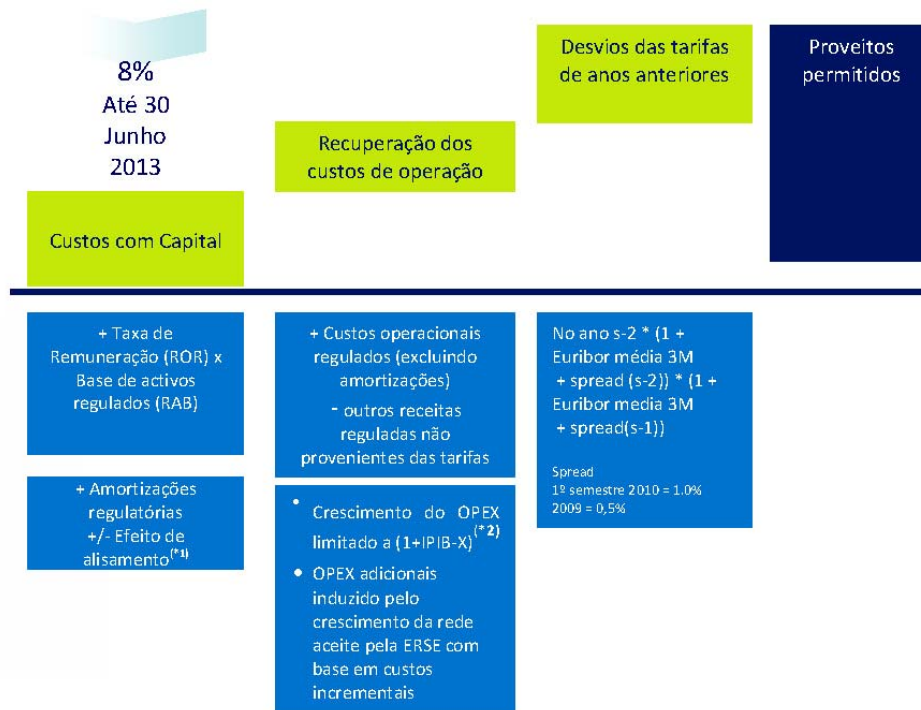 8%
Até 30
Junho
2013
Custos com Capital
Recuperação dos
custos de operação
Desvios das tarifas
de anos anteriores
Proveitos
permitidos
+ Taxa de
Remuneração (ROR) x
Base de activos
regulados (RAB)
+ Amortizações
regulatórias
+/- Efeito de
alisamento(*1)
+ Custos operacionais
regulados (excluindo
amortizações)
- outros receitas
reguladas não
provenientes das tarifas
• Crescimento do OPEX
limitado a (1+IPIB-X)(*2)
• OPEX adicionais
induzido pelo
crescimento da rede
aceite pela ERSE com
base em custos
incrementais
No ano s-2 * (1 +
Euribor média 3M
+ spread (s-2)) * (1 +
Euribor media 3M
+ spread(s-1))
Spread
1º semestre 2010 = 1.0%
2009 = 0,5%